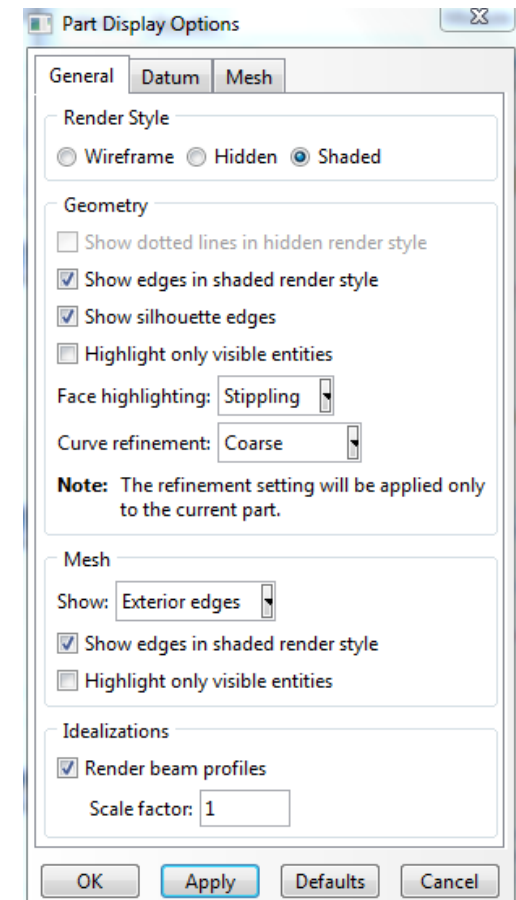 Part Display Options
General Datum Mesh
Render Style
Wireframe Hidden Shaded
Geometry
Show dotted lines in hidden render style
Show edges in shaded render style
Show silhouette edges
Highlight only visible entities
Face highlighting: Stippling
Curve refinement: Coarse
Note: The refinement setting will be applied only
to the current part.
Mesh
Show: Exterior edges
Show edges in shaded render style
Highlight only visible entities
Idealizations
Render beam profiles
Scale factor: 1
OK Apply Defaults Cancel